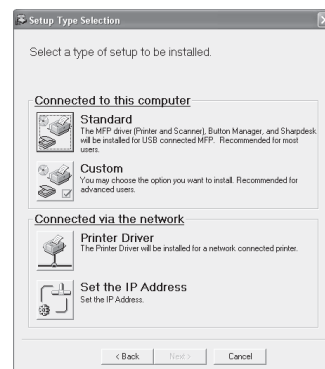 Setup Type Selection
Select a type of setup to be installed.
Connected to this computer
Standard
The MFP driver (Printer and Scanner), Button Manager, and Sharpdesk
will be installed for USB connected MFP. Recommended for most
users.
Custom
You may choose the option you want to install. Recommended for
advanced users.
Connected via the network
Printer Driver
The Printer Driver will be installed for a network connected printer.
Set the IP Address
Set the IP Address.
< Back Next > Cancel